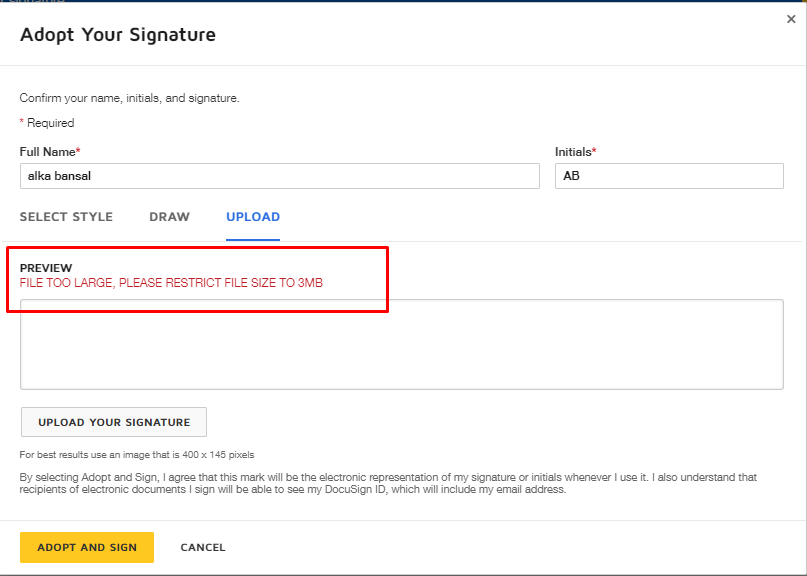 Adopt Your Signature
Confirm your name, initials, and signature.
* Required
Full Name*
Initials*
alka bansal
AB
SELECT STYLE
DRAW
UPLOAD
PREVIEW
FILE TOO LARGE, PLEASE RESTRICT FILE SIZE TO 3MB
UPLOAD YOUR SIGNATURE
For best results use an image that is 400 x 145 pixels
By selecting Adopt and Sign, I agree that this mark will be the electronic representation of my signature or initials whenever I use it. I also understand that
recipients of electronic documents I sign will be able to see my DocuSign ID, which will include my email address.
ADOPT AND SIGN
CANCEL